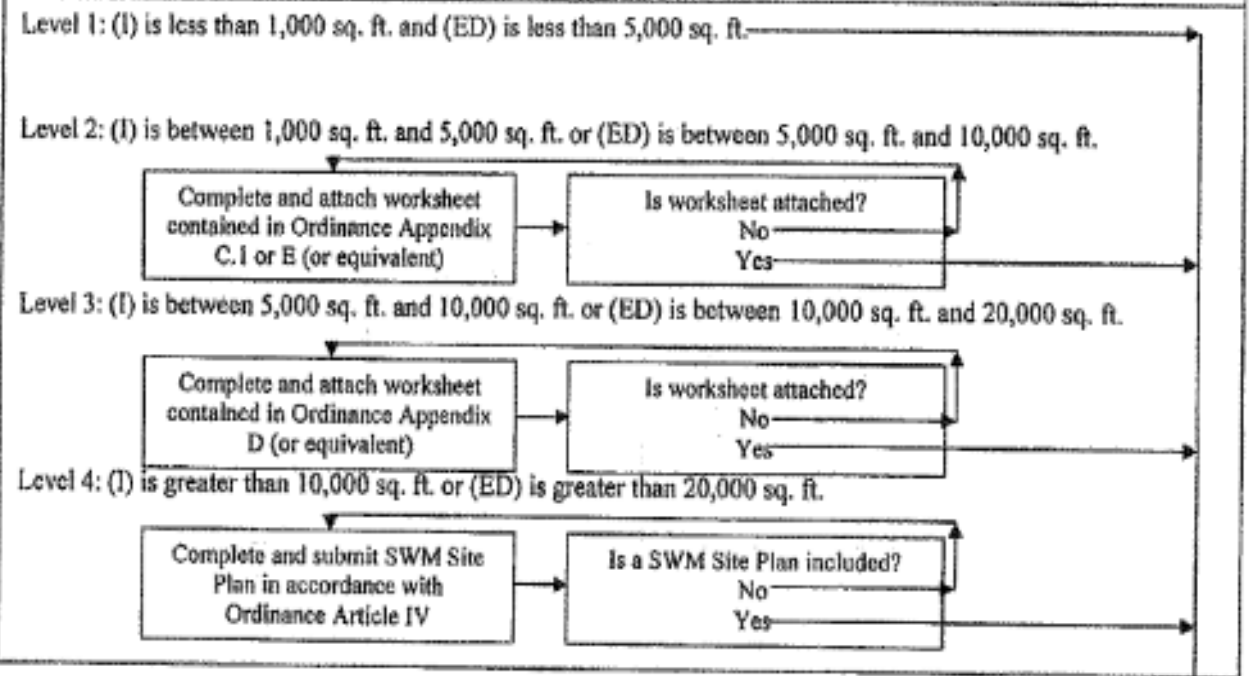 Level 1: (I) is less than 1,000 sq. ft. and (ED) is less than 5,000 sq. ft.
Level 2: (I) is between 1,000 sq. ft. and 5,000 sq. ft. or (ED) is between 5,000 sq. ft. and 10,000 sq. ft.
Complete and attach worksheet
contained in Ordinance Appendix
C.1 or E (or equivalent)
Is worksheet attached?
No
Yes
Level 3: (I) is between 5,000 sq. ft. and 10,000 sq. ft. or (ED) is between 10,000 sq. ft. and 20,000 sq. ft.
Complete and attach worksheet
contained in Ordinance Appendix
D (or equivalent)
Is worksheet attached?
No
Yes
Level 4: (I) is greater than 10,000 sq. ft. or (ED) is greater than 20,000 sq. ft.
Complete and submit SWM Site
Plan in accordance with
Ordinance Article IV
Is a SWM Site Plan included?
No
Yes